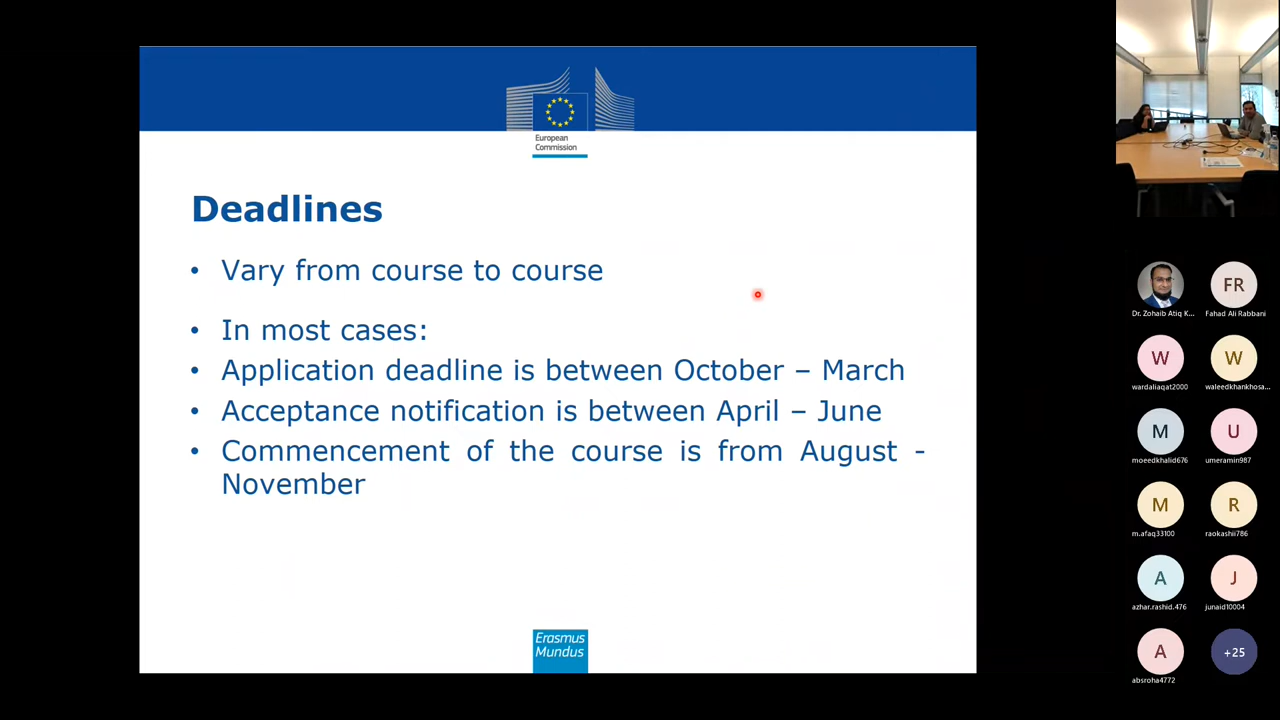 European
Commission
Deadlines
• Vary from course to course
• In most cases:
• Application deadline is between October – March
• Acceptance notification is between April – June
• Commencement of the course is from August -
November
Erasmus
Mundus
Dr. Zohaib Atiq K...
FR
Fahad Ali Rabbani
W
wardaliaqat2000
W
waleedkhankhosa...
M
moeedkhalid676
U
umeramin987
M
m.afaq33100
R
raokashii786
A
azhar.rashid.476
J
junaid10004
A
absroha4772
+25